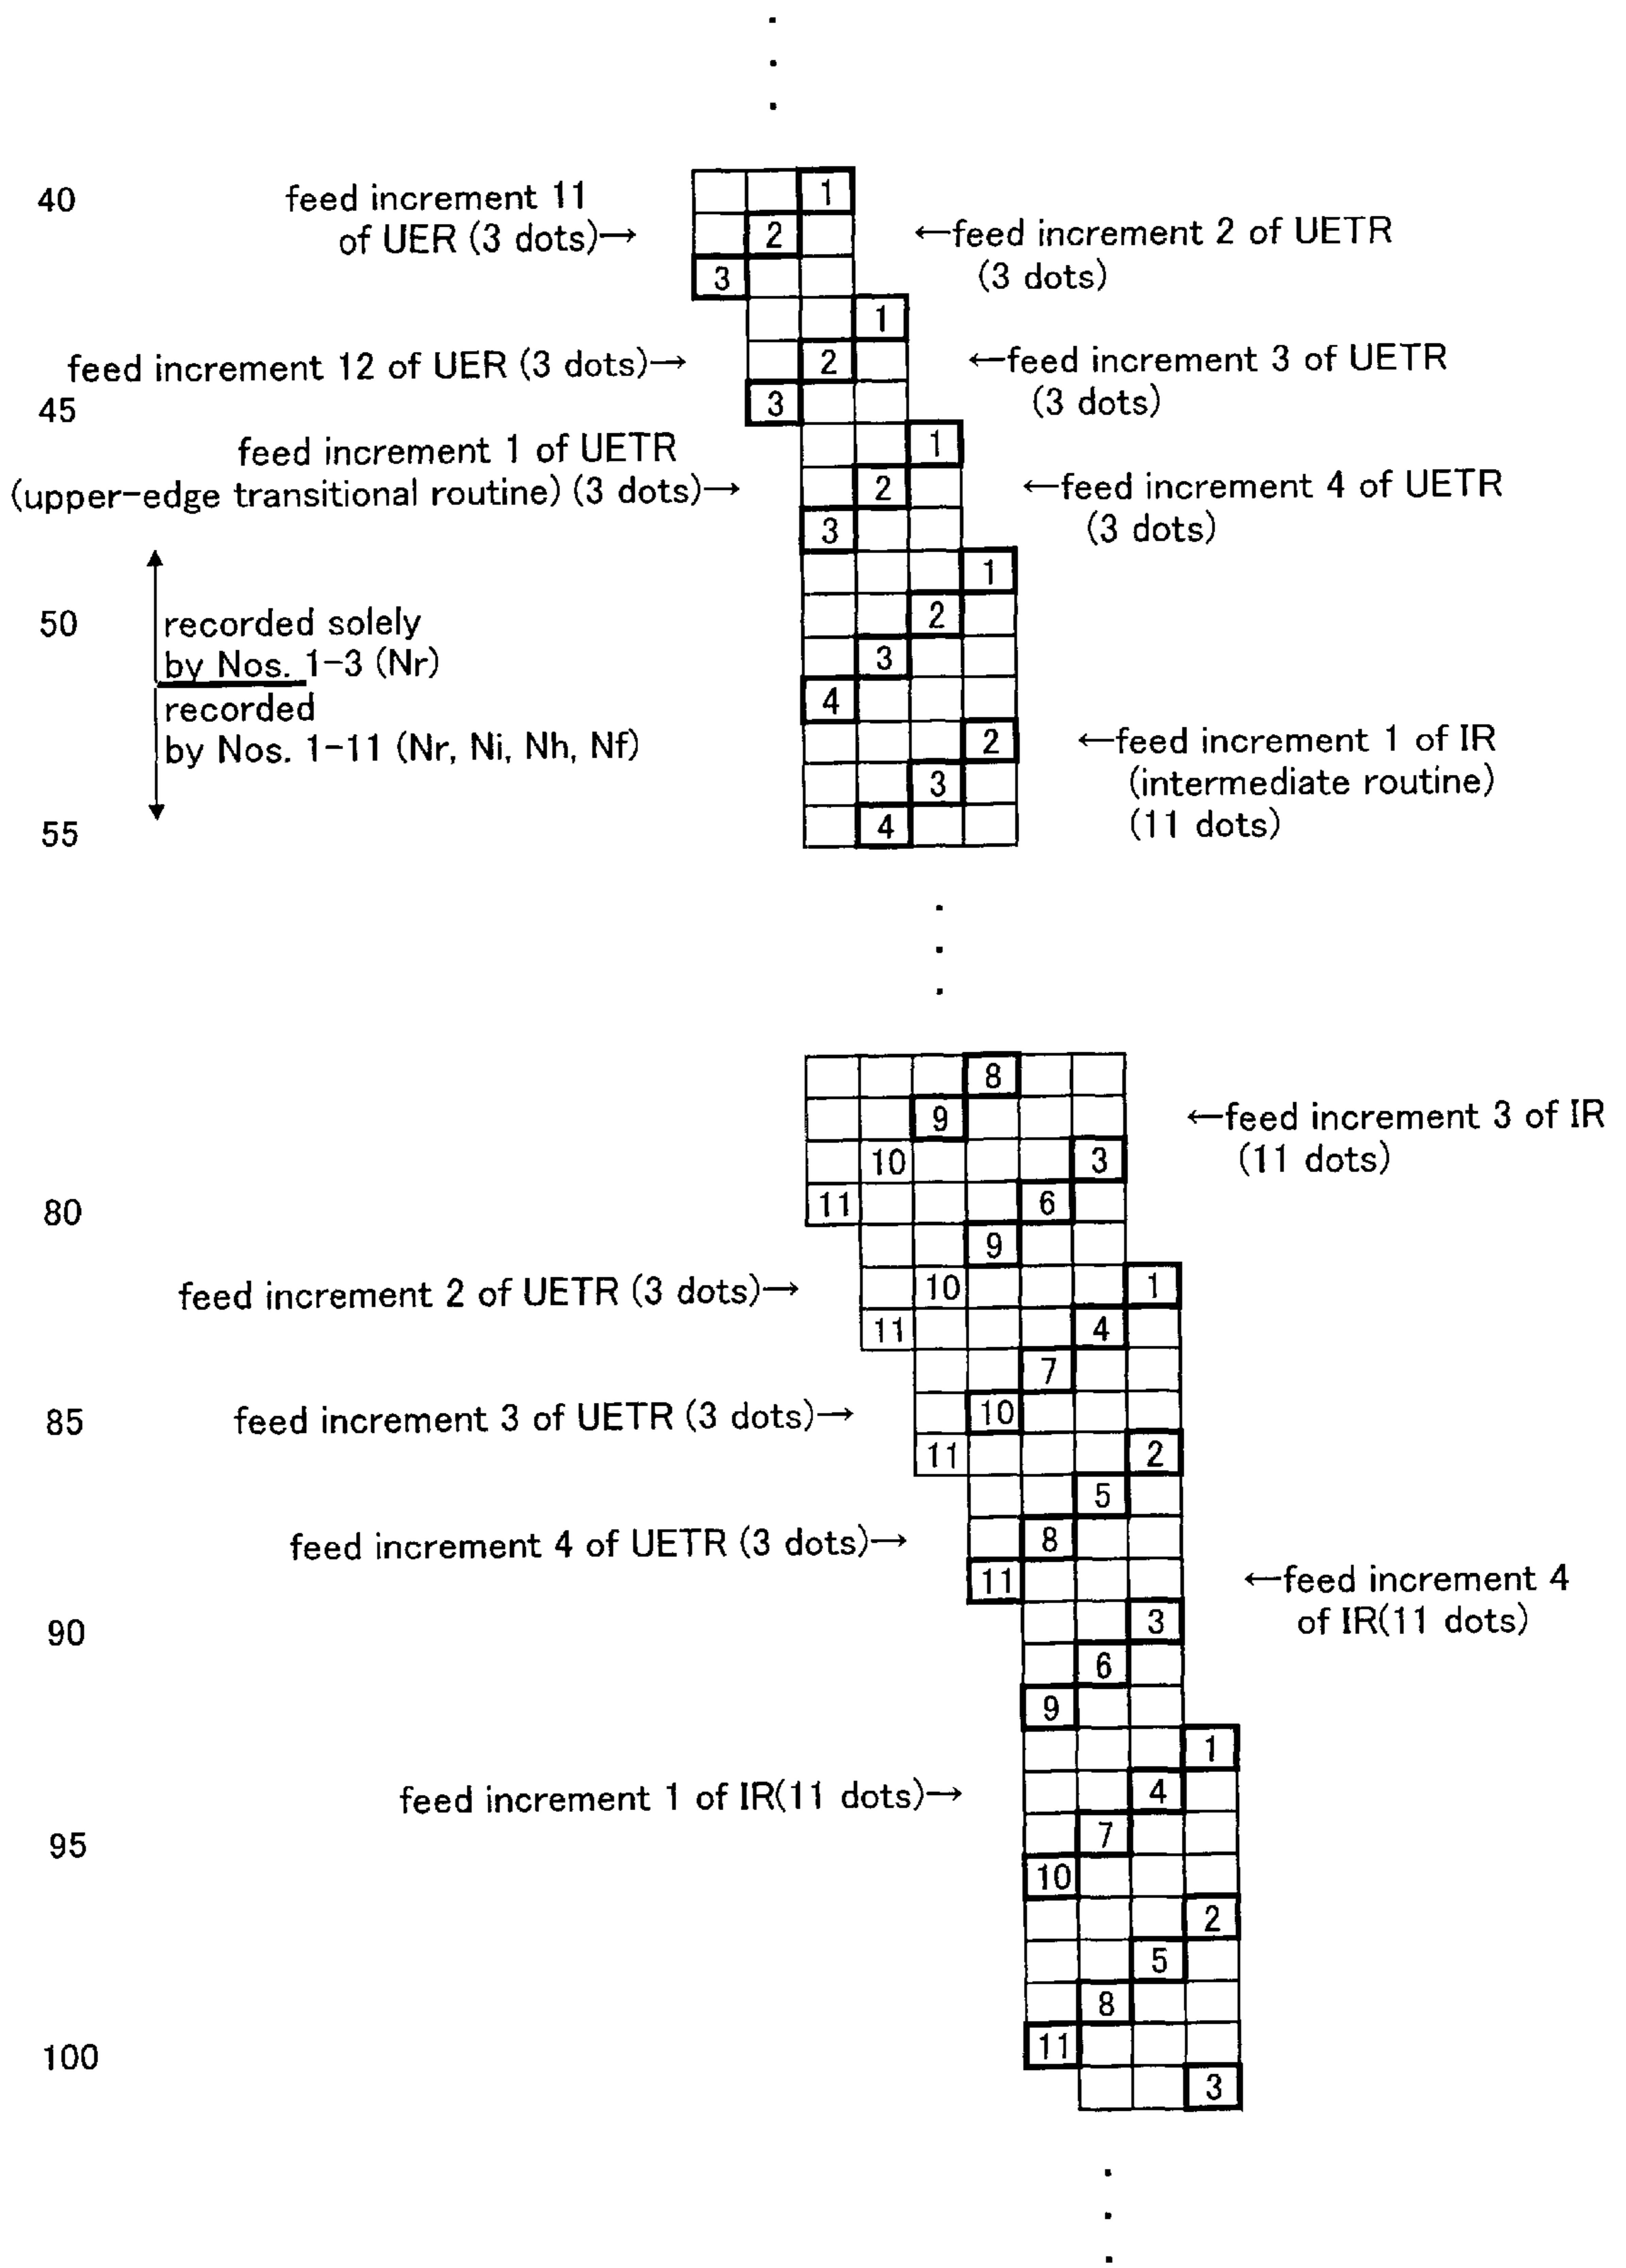 40
feed increment 11
of UER (3 dots)→
1
2
←feed increment 2 of UETR
(3 dots)
3
1
feed increment 12 of UER (3 dots)→
2
←feed increment 3 of UETR
(3 dots)
45
3
feed increment 1 of UETR
(upper-edge transitional routine) (3 dots)→
1
2
←feed increment 4 of UETR
(3 dots)
3
1
50
recorded solely
by Nos. 1-3 (Nr)
2
3
recorded
by Nos. 1-11 (Nr, Ni, Nh, Nf)
4
2
←feed increment 1 of IR
(intermediate routine)
(11 dots)
3
55
4
8
9
←feed increment 3 of IR
(11 dots)
10 3
80
11 6
9
feed increment 2 of UETR (3 dots)→
10 1
11 4
7
85
feed increment 3 of UETR (3 dots)→
10
11 2
5
feed increment 4 of UETR (3 dots)→
8
11
←feed increment 4
of IR(11 dots)
90
3
6
9
1
feed increment 1 of IR(11 dots)→
4
95
7
10
2
5
8
100
11
3